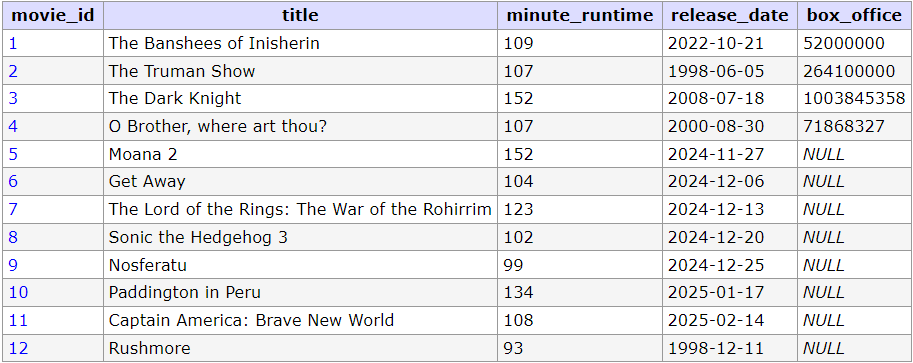 movie_id title minute_runtime release_date box_office
1 The Banshees of Inisherin 109 2022-10-21 52000000
2 The Truman Show 107 1998-06-05 264100000
3 The Dark Knight 152 2008-07-18 1003845358
4 O Brother, where art thou? 107 2000-08-30 71868327
5 Moana 2 152 2024-11-27 NULL
6 Get Away 104 2024-12-06 NULL
7 The Lord of the Rings: The War of the Rohirrim 123 2024-12-13 NULL
8 Sonic the Hedgehog 3 102 2024-12-20 NULL
9 Nosferatu 99 2024-12-25 NULL
10 Paddington in Peru 134 2025-01-17 NULL
11 Captain America: Brave New World 108 2025-02-14 NULL
12 Rushmore 93 1998-12-11 NULL